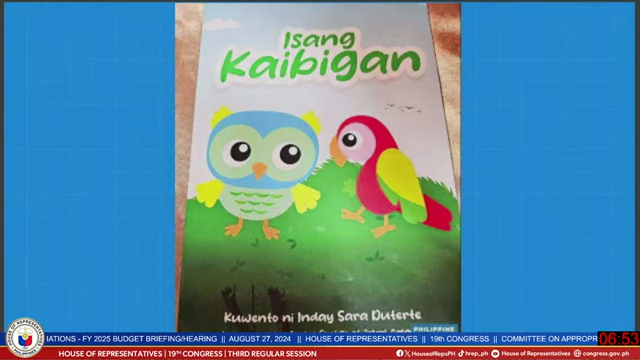 Isang
Kaibigan
Kuwento ni Inday Sara Duterte
PHILIPPINE
IATIONS - FY 2025 BUDGET BRIEFING/HEARING || AUGUST 27, 2024 || HOUSE OF REPRESENTATIVES || 19th CONGRESS || COMMITTEE ON APPROPR
06:53
HOUSE OF REPRESENTATIVES | 19TH CONGRESS | THIRD REGULAR SESSION
HouseofRepsPH
hrep_ph
House of Representatives
congress.gov.ph